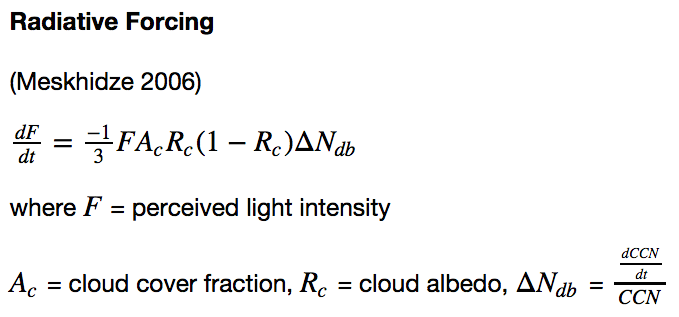 Radiative Forcing
(Meskhidze 2006)
$\frac{dF}{dt} = \frac{-1}{3} F A_c R_c (1 - R_c) \Delta N_{db}$
where $F$ = perceived light intensity
$A_c$ = cloud cover fraction, $R_c$ = cloud albedo, $\Delta N_{db} = \frac{\frac{dCCN}{dt}}{CCN}$